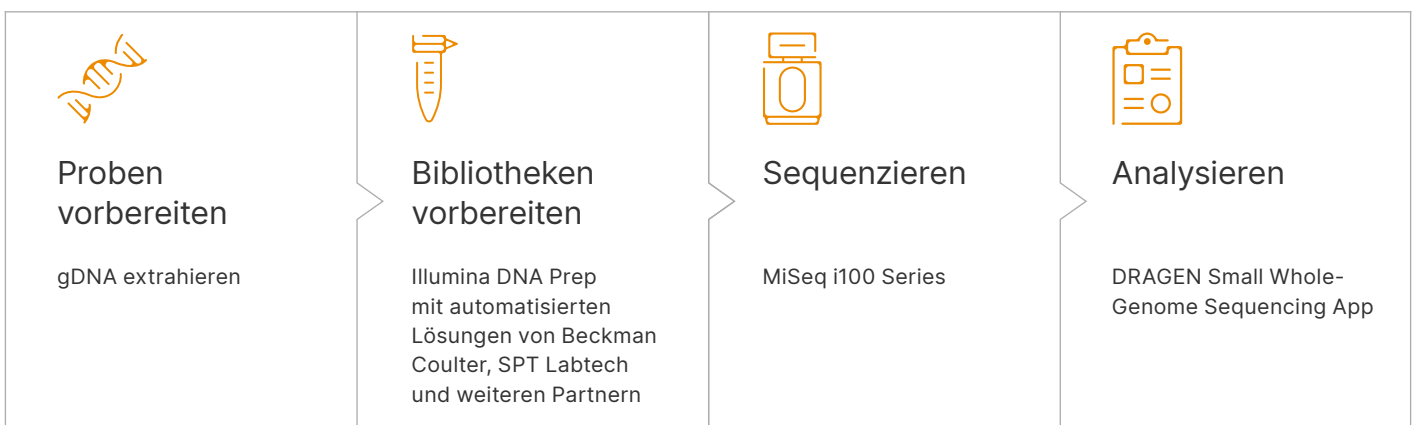 Proben
vorbereiten
gDNA extrahieren
Bibliotheken
vorbereiten
Illumina DNA Prep
mit automatisierten
Lösungen von Beckman
Coulter, SPT Labtech
und weiteren Partnern
Sequenzieren
MiSeq i100 Series
Analysieren
DRAGEN Small Whole-
Genome Sequencing App